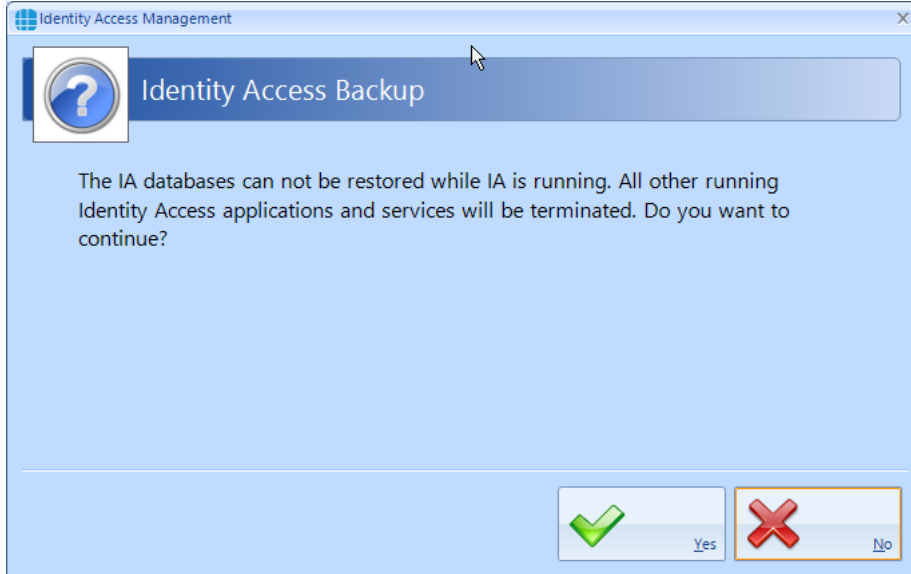 Identity Access Management
Identity Access Backup
The IA databases can not be restored while IA is running. All other running
Identity Access applications and services will be terminated. Do you want to
continue?
Yes
No